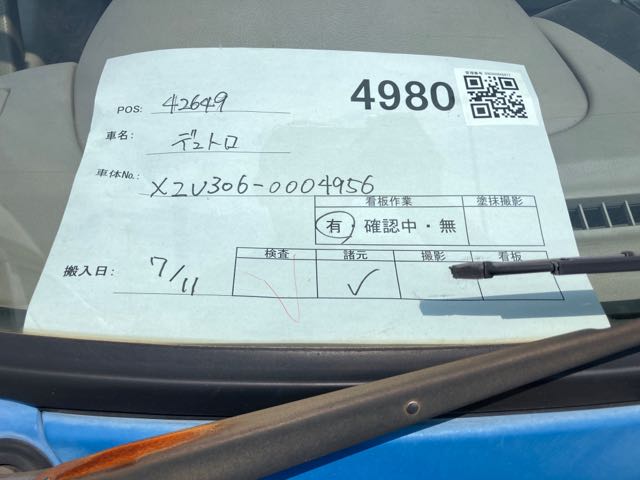 4980
POS: 42649
車名: デュトロ
車体No.: XZU306-0004956
看板作業 塗抹撮影
有・確認中・無
搬入日: 7/11
検査 諸元 撮影 看板
✓ ✓